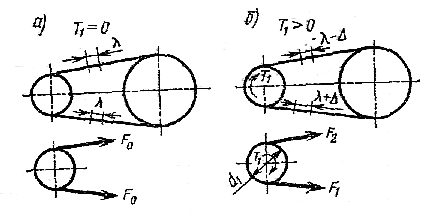 а) T₁=0
λ
λ
F₀
F₀
б) T₁>0
λ-Δ
T₁
λ+Δ
F₂
T₁
d₁
F₁